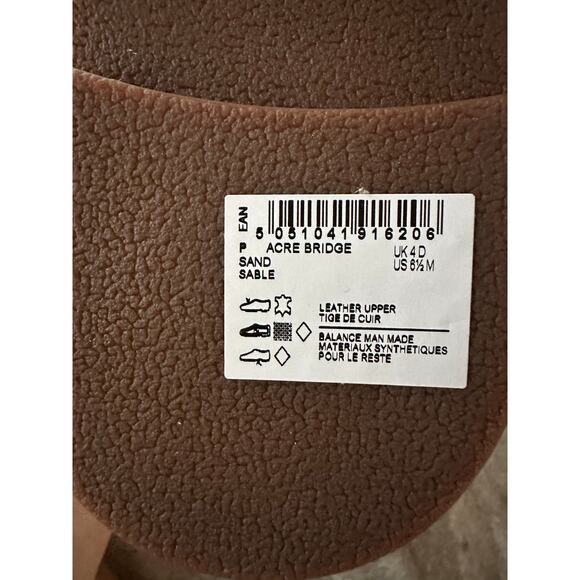 EAN
5 051041 916206
P ACRE BRIDGE UK 4 D
SAND US 6½ M
SABLE
LEATHER UPPER
TIGE DE CUIR
BALANCE MAN MADE
MATERIAUX SYNTHETIQUES
POUR LE RESTE